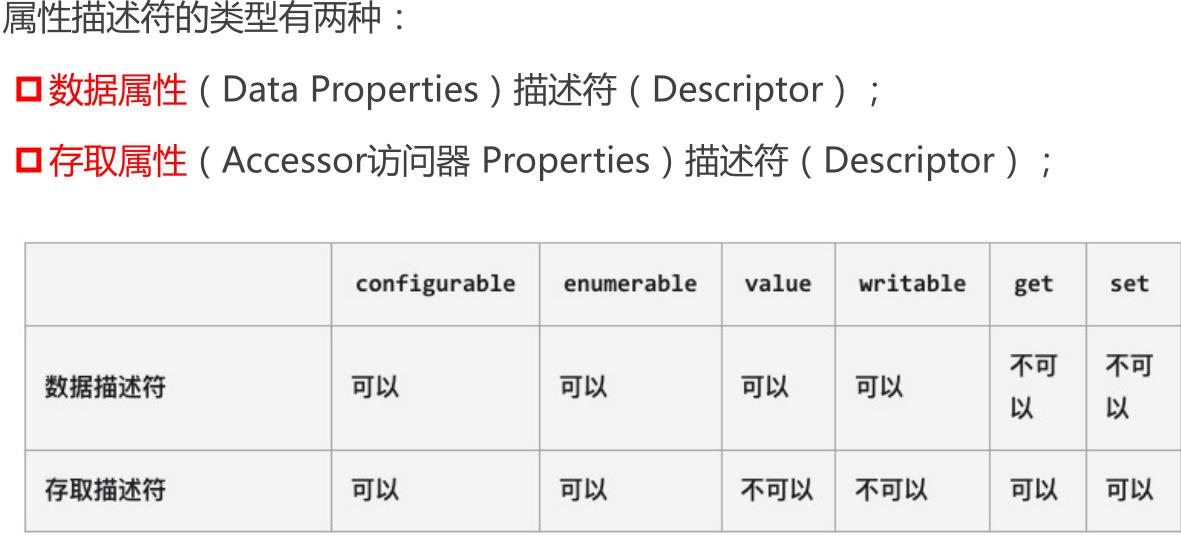 属性描述符的类型有两种：
数据属性（Data Properties）描述符（Descriptor）；
存取属性（Accessor访问器 Properties）描述符（Descriptor）；
configurable enumerable value writable get set
数据描述符 可以 可以 可以 可以 不可以 不可以
存取描述符 可以 可以 不可以 不可以 可以 可以